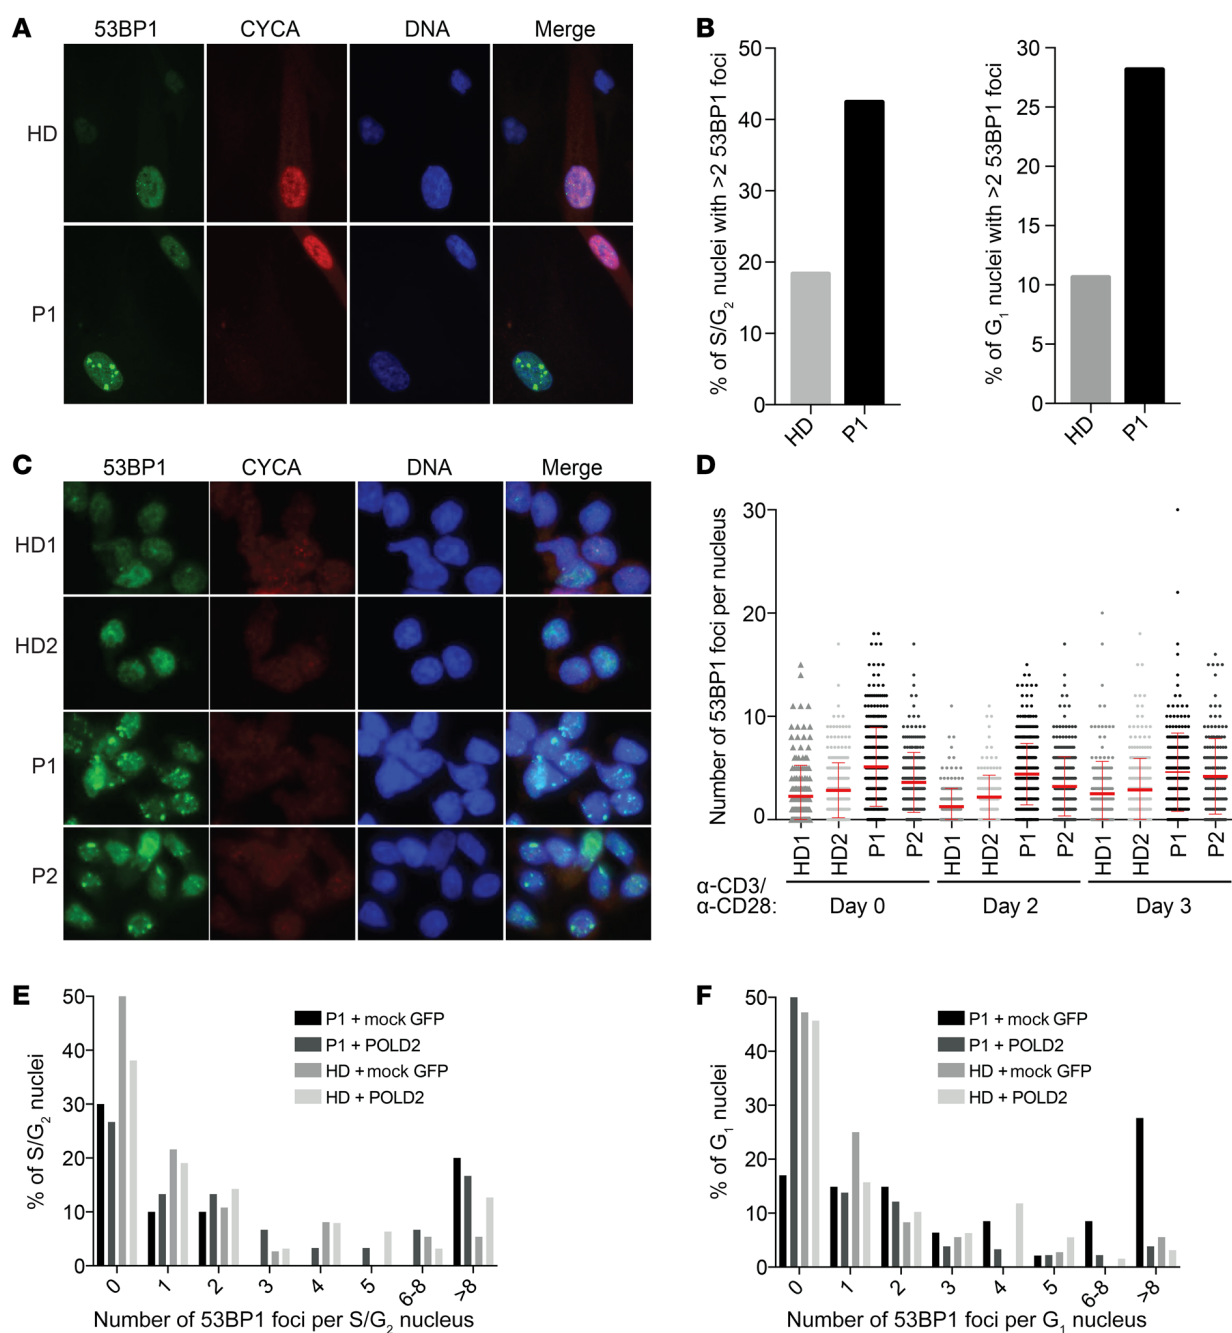 A
53BP1 CYCA DNA Merge
HD
P1
B
% of S/G2 nuclei with >2 53BP1 foci
50
40
30
20
10
0
HD P1
% of G1 nuclei with >2 53BP1 foci
30
25
20
15
10
5
0
HD P1
C
53BP1 CYCA DNA Merge
HD1
HD2
P1
P2
D
Number of 53BP1 foci per nucleus
30
20
10
0
HD1 HD2 P1 P2 HD1 HD2 P1 P2 HD1 HD2 P1 P2
α-CD3/
α-CD28: Day 0 Day 2 Day 3
E
% of S/G2 nuclei
50
40
30
20
10
0
P1 + mock GFP
P1 + POLD2
HD + mock GFP
HD + POLD2
0 1 2 3 4 5 6-8 >8
Number of 53BP1 foci per S/G2 nucleus
F
% of G1 nuclei
50
40
30
20
10
0
P1 + mock GFP
P1 + POLD2
HD + mock GFP
HD + POLD2
0 1 2 3 4 5 6-8 >8
Number of 53BP1 foci per G1 nucleus